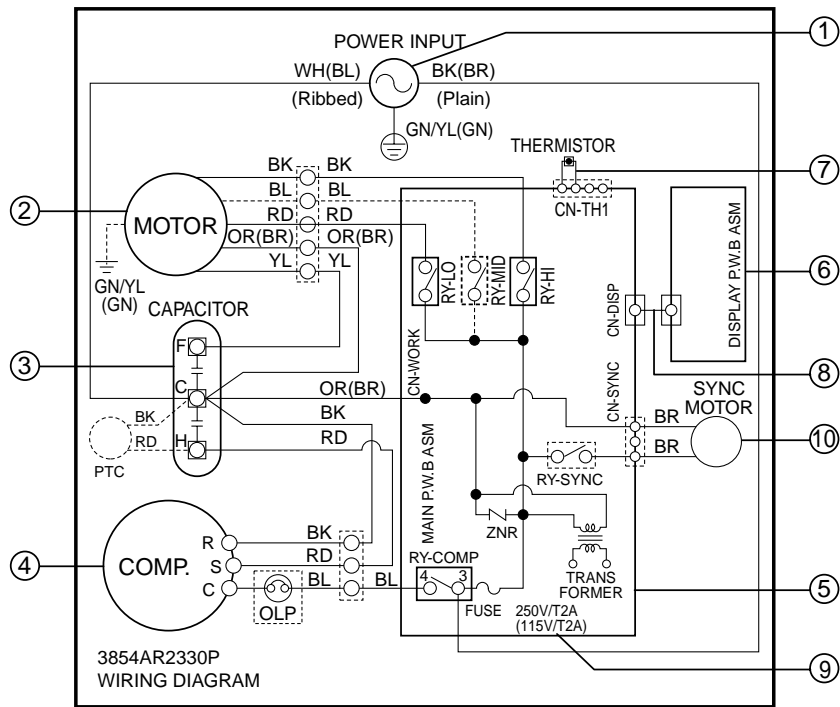 POWER INPUT
1
WH(BL)
BK(BR)
(Ribbed)
(Plain)
GN/YL(GN)
THERMISTOR
7
CN-TH1
BK
BK
BL
BL
RD
RD
OR(BR)
OR(BR)
YL
YL
2
MOTOR
GN/YL
(GN)
RY-LO
RY-MID
RY-HI
CN-DISP
DISPLAY P.W.B ASM
6
8
CAPACITOR
3
F
C
H
BK
RD
PTC
OR(BR)
BK
RD
CN-WORK
CN-SYNC
SYNC
MOTOR
BR
BR
10
RY-SYNC
MAIN P.W.B ASM
ZNR
TRANS
FORMER
4
COMP.
R
S
C
BK
RD
BL
BL
OLP
RY-COMP
4
3
FUSE
250V/T2A
(115V/T2A)
5
9
3854AR2330P
WIRING DIAGRAM